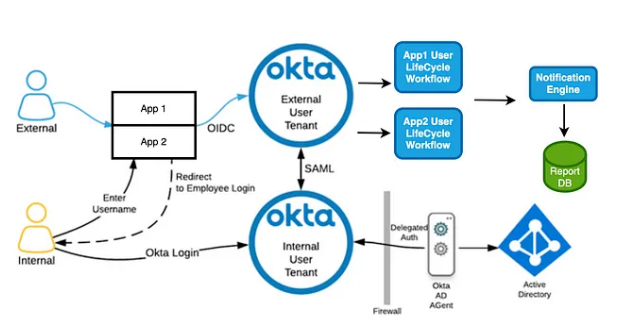 okta
External
User
Tenant
App1 User
LifeCycle
Workflow
App2 User
LifeCycle
Workflow
Notification
Engine
Report
DB
External
App 1
App 2
OIDC
SAML
Redirect
to Employee Login
Enter
Username
Internal
Okta Login
okta
Internal
User
Tenant
Delegated
Auth
Firewall
Okta
AD
AGent
Active
Directory